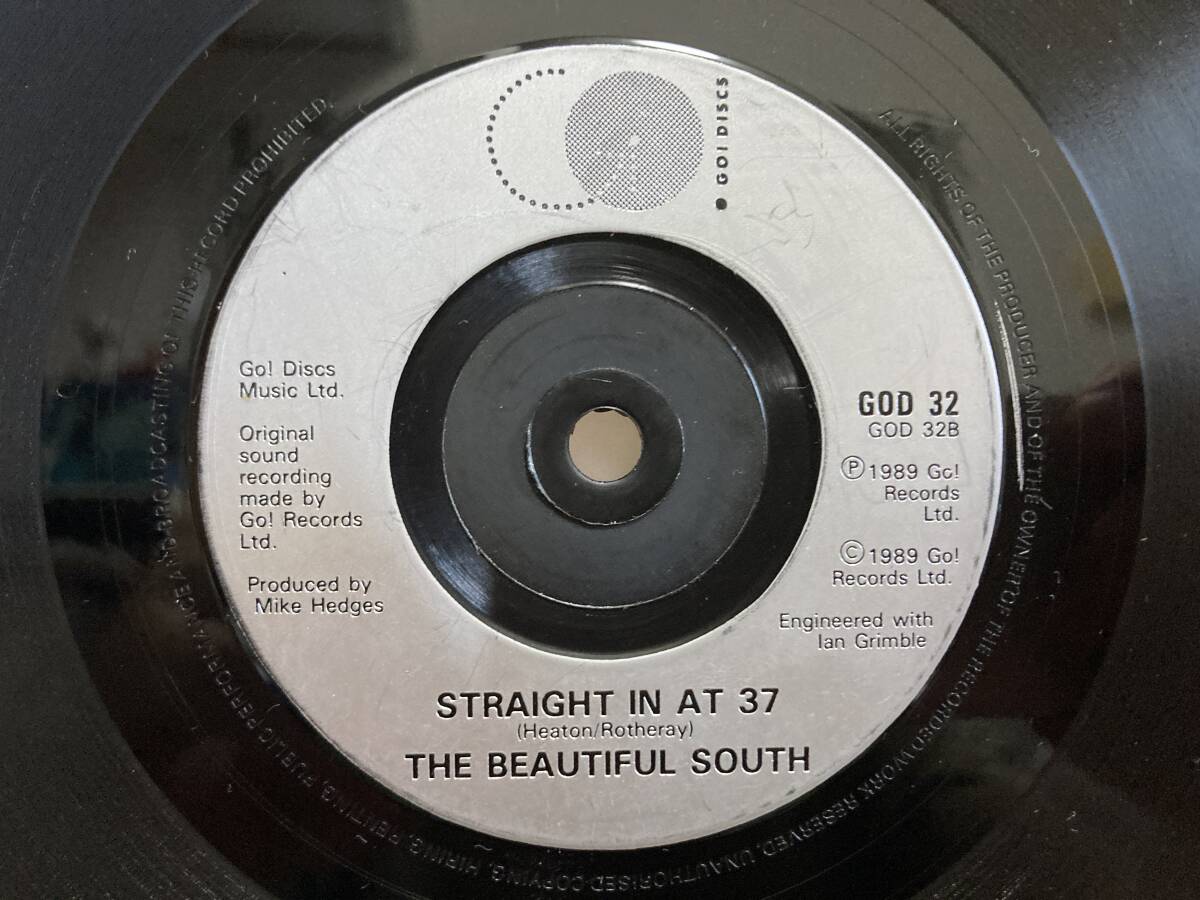 GO! DISCS
Go! Discs
Music Ltd.
Original
sound
recording
made by
Go! Records
Ltd.
Produced by
Mike Hedges
GOD 32
GOD 32B
℗ 1989 Go!
Records
Ltd.
© 1989 Go!
Records Ltd.
Engineered with
Ian Grimble
STRAIGHT IN AT 37
(Heaton/Rotheray)
THE BEAUTIFUL SOUTH
ALL RIGHTS OF THE PRODUCER AND OF THE OWNER OF THE RECORDED WORK RESERVED. UNAUTHORISED COPYING, HIRING, RENTING, PUBLIC PERFORMANCE AND BROADCASTING OF THIS RECORD PROHIBITED.